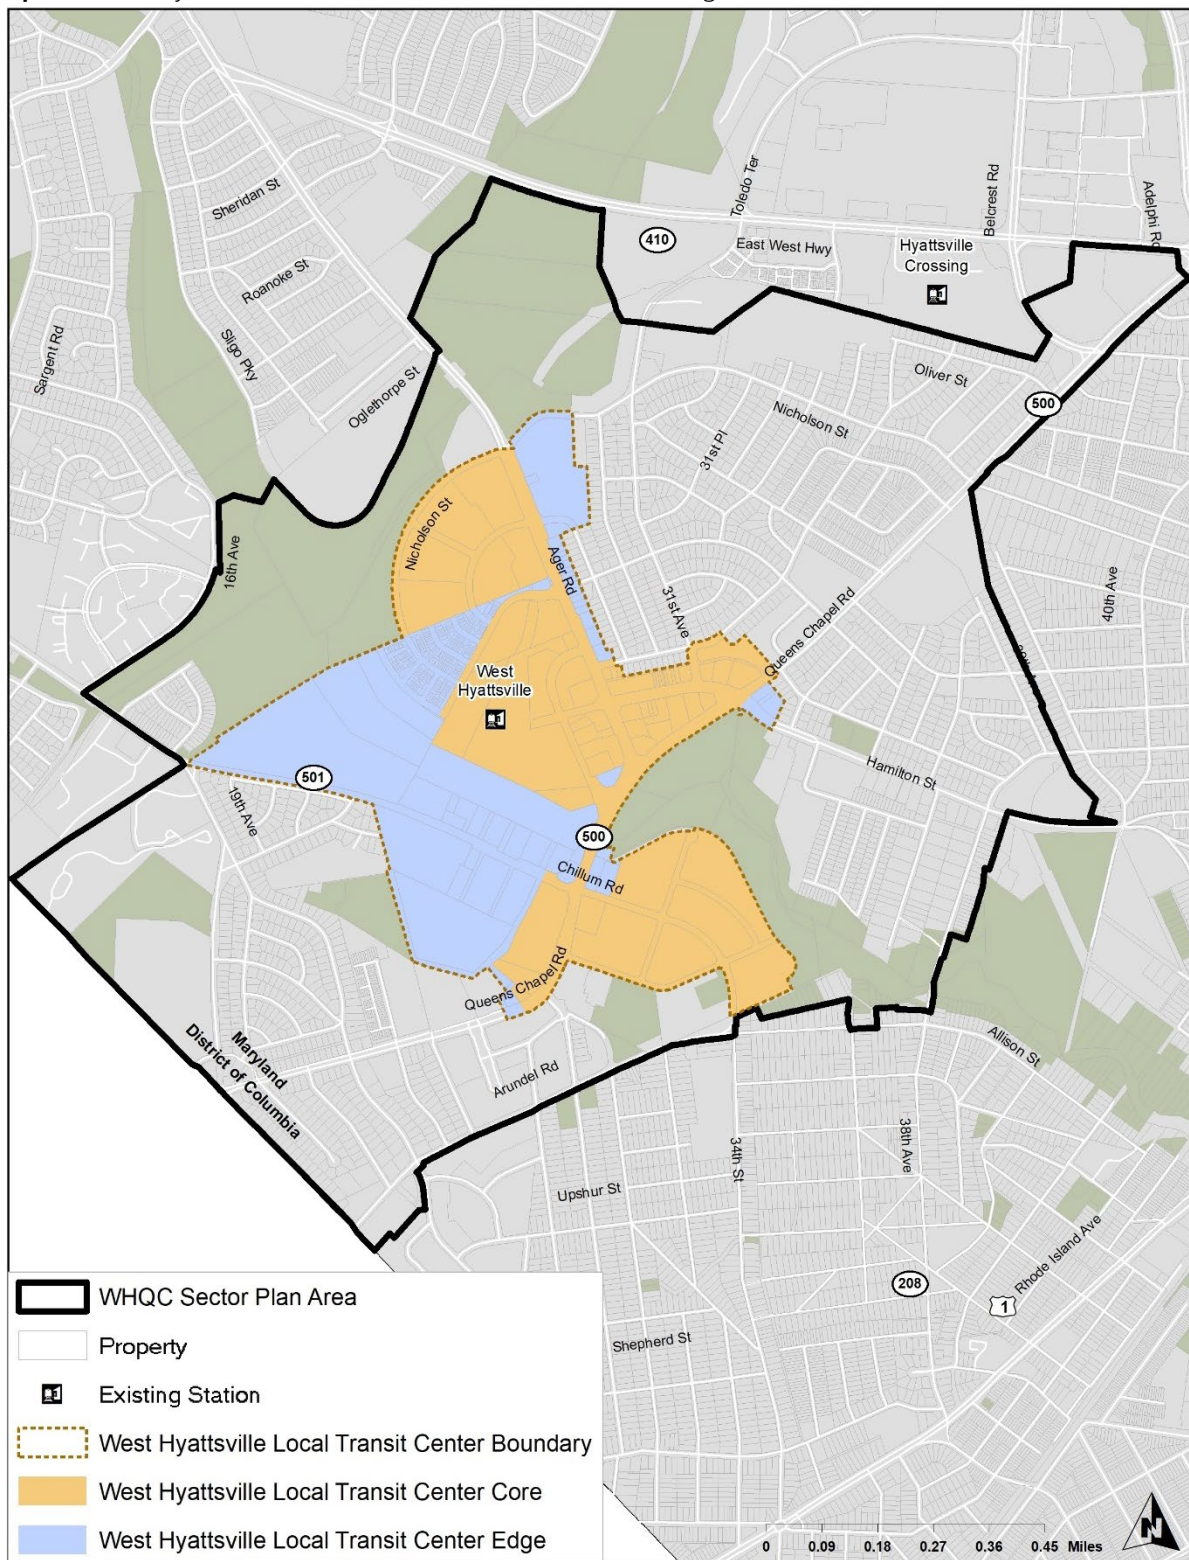 Toledo Ter
Belcrest Rd
Adelphi Rd
Sheridan St
410
East West Hwy
Hyattsville
Crossing
Roanoke St
Sligo Pky
Sargent Rd
Oglethorpe St
Oliver St
500
Nicholson St
31st Pl
Nicholson St
16th Ave
Ager Rd
31st Ave
40th Ave
Queens Chapel Rd
West
Hyattsville
Hamilton St
501
19th Ave
500
Chillum Rd
Queens Chapel Rd
Maryland
District of Columbia
Arundel Rd
Allison St
34th St
38th Ave
Upshur St
Rhode Island Ave
208
1
Shepherd St
WHQC Sector Plan Area
Property
Existing Station
West Hyattsville Local Transit Center Boundary
West Hyattsville Local Transit Center Core
West Hyattsville Local Transit Center Edge
N
0 0.09 0.18 0.27 0.36 0.45 Miles